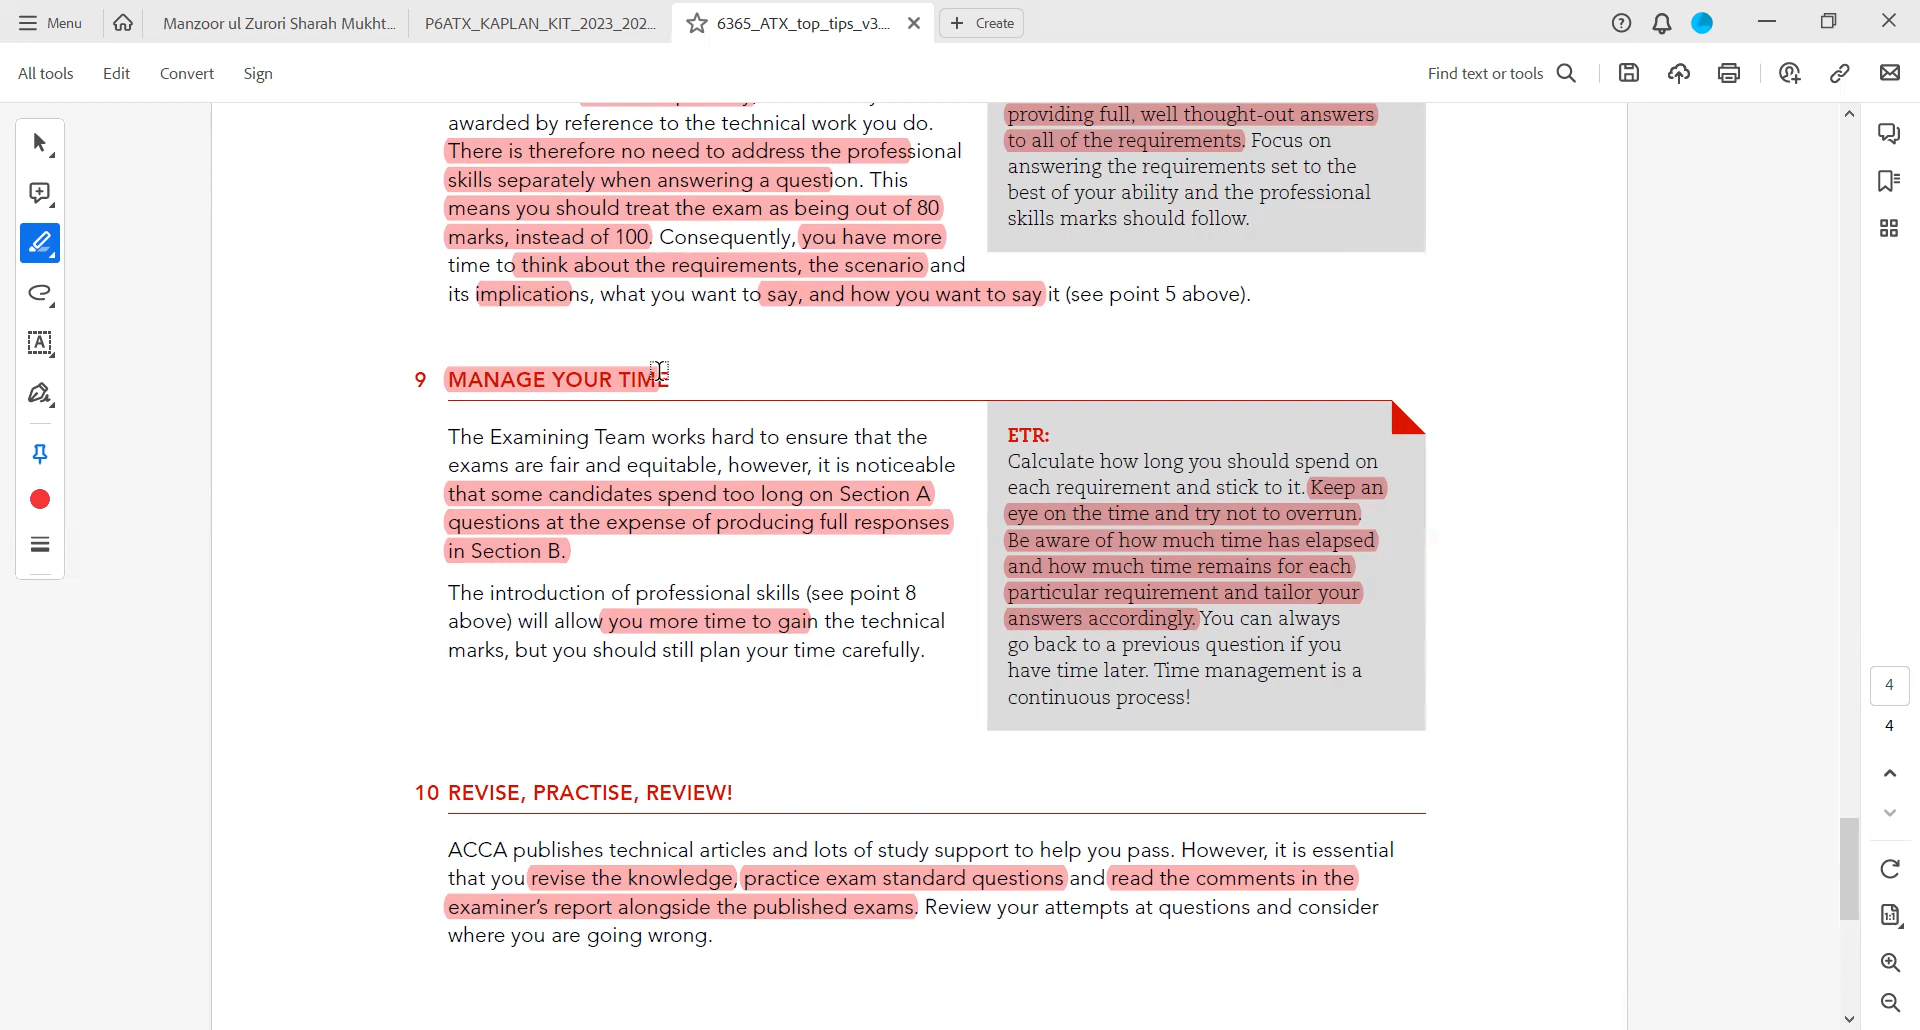 Menu
Manzoor ul Zurori Sharah Mukht...
P6ATX_KAPLAN_KIT_2023_202...
6365_ATX_top_tips_v3....
Create
All tools
Edit
Convert
Sign
Find text or tools
awarded by reference to the technical work you do.
There is therefore no need to address the professional
skills separately when answering a question. This
means you should treat the exam as being out of 80
marks, instead of 100. Consequently, you have more
time to think about the requirements, the scenario and
its implications, what you want to say, and how you want to say it (see point 5 above).
providing full, well thought-out answers
to all of the requirements. Focus on
answering the requirements set to the
best of your ability and the professional
skills marks should follow.
9 MANAGE YOUR TIME
The Examining Team works hard to ensure that the
exams are fair and equitable, however, it is noticeable
that some candidates spend too long on Section A
questions at the expense of producing full responses
in Section B.
The introduction of professional skills (see point 8
above) will allow you more time to gain the technical
marks, but you should still plan your time carefully.
ETR:
Calculate how long you should spend on
each requirement and stick to it. Keep an
eye on the time and try not to overrun.
Be aware of how much time has elapsed
and how much time remains for each
particular requirement and tailor your
answers accordingly. You can always
go back to a previous question if you
have time later. Time management is a
continuous process!
10 REVISE, PRACTISE, REVIEW!
ACCA publishes technical articles and lots of study support to help you pass. However, it is essential
that you revise the knowledge, practice exam standard questions and read the comments in the
examiner's report alongside the published exams. Review your attempts at questions and consider
where you are going wrong.
4
4